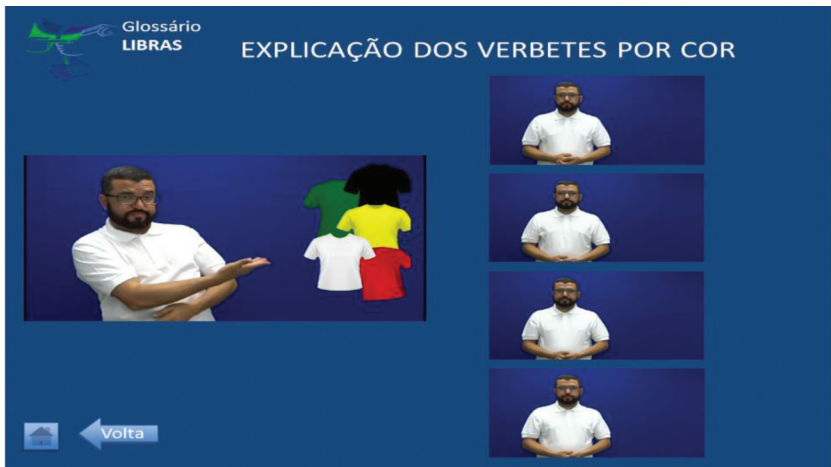 Glossário
LIBRAS
EXPLICAÇÃO DOS VERBETES POR COR
Volta